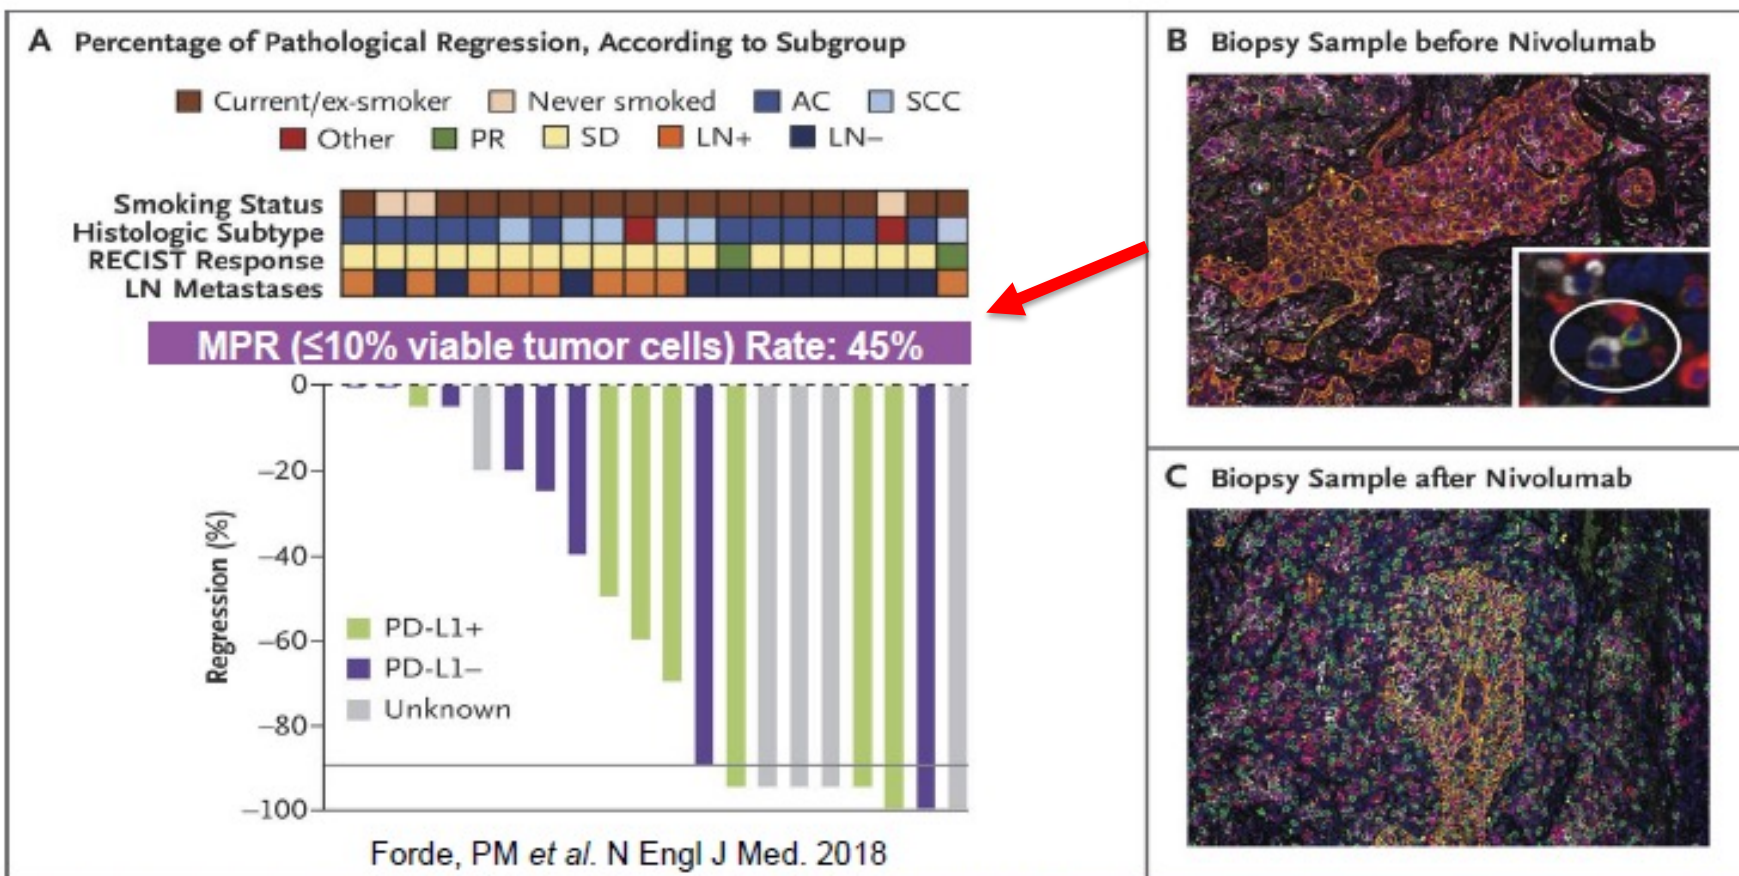 A Percentage of Pathological Regression, According to Subgroup
Current/ex-smoker Never smoked AC SCC
Other PR SD LN+ LN–
Smoking Status
Histologic Subtype
RECIST Response
LN Metastases
MPR (≤10% viable tumor cells) Rate: 45%
0
–20
–40
–60
–80
–100
Regression (%)
PD-L1+
PD-L1–
Unknown
Forde, PM et al. N Engl J Med. 2018
B Biopsy Sample before Nivolumab
C Biopsy Sample after Nivolumab